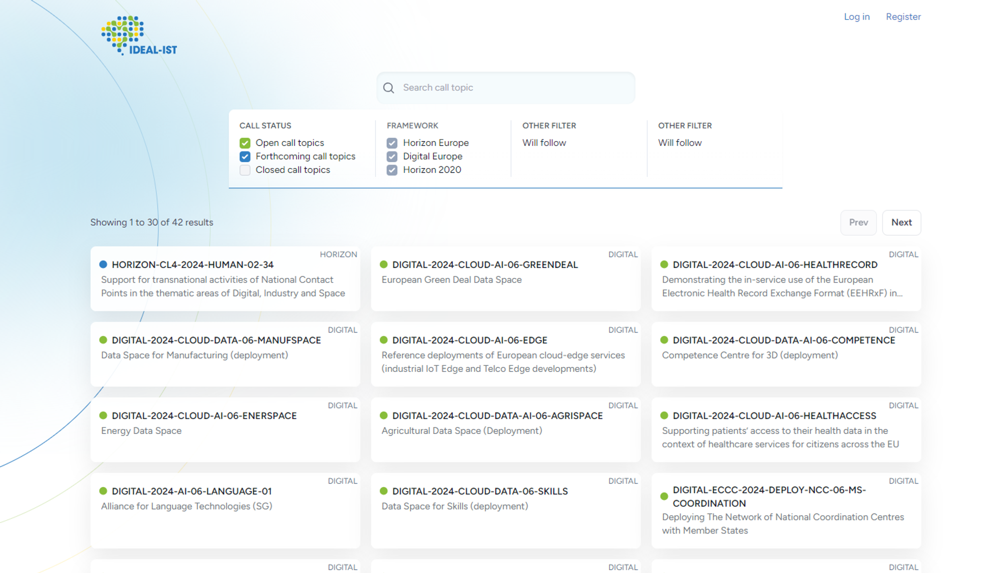 IDEAL-IST
Log in
Register
Search call topic
CALL STATUS
Open call topics
Forthcoming call topics
Closed call topics
FRAMEWORK
Horizon Europe
Digital Europe
Horizon 2020
OTHER FILTER
Will follow
OTHER FILTER
Will follow
Showing 1 to 30 of 42 results
Prev
Next
HORIZON
HORIZON-CL4-2024-HUMAN-02-34
Support for transnational activities of National Contact
Points in the thematic areas of Digital, Industry and Space
DIGITAL
DIGITAL-2024-CLOUD-AI-06-GREENDEAL
European Green Deal Data Space
DIGITAL
DIGITAL-2024-CLOUD-AI-06-HEALTHRECORD
Demonstrating the in-service use of the European
Electronic Health Record Exchange Format (EEHRxF) in...
DIGITAL
DIGITAL-2024-CLOUD-DATA-06-MANUFSPACE
Data Space for Manufacturing (deployment)
DIGITAL
DIGITAL-2024-CLOUD-AI-06-EDGE
Reference deployments of European cloud-edge services
(industrial IoT Edge and Telco Edge developments)
DIGITAL
DIGITAL-2024-CLOUD-DATA-AI-06-COMPETENCE
Competence Centre for 3D (deployment)
DIGITAL
DIGITAL-2024-CLOUD-AI-06-ENERSPACE
Energy Data Space
DIGITAL
DIGITAL-2024-CLOUD-DATA-AI-06-AGRISPACE
Agricultural Data Space (Deployment)
DIGITAL
DIGITAL-2024-CLOUD-AI-06-HEALTHACCESS
Supporting patients’ access to their health data in the
context of healthcare services for citizens across the EU
DIGITAL
DIGITAL-2024-AI-06-LANGUAGE-01
Alliance for Language Technologies (SG)
DIGITAL
DIGITAL-2024-CLOUD-DATA-06-SKILLS
Data Space for Skills (deployment)
DIGITAL
DIGITAL-ECCC-2024-DEPLOY-NCC-06-MS-
COORDINATION
Deploying The Network of National Coordination Centres
with Member States
DIGITAL
DIGITAL
DIGITAL